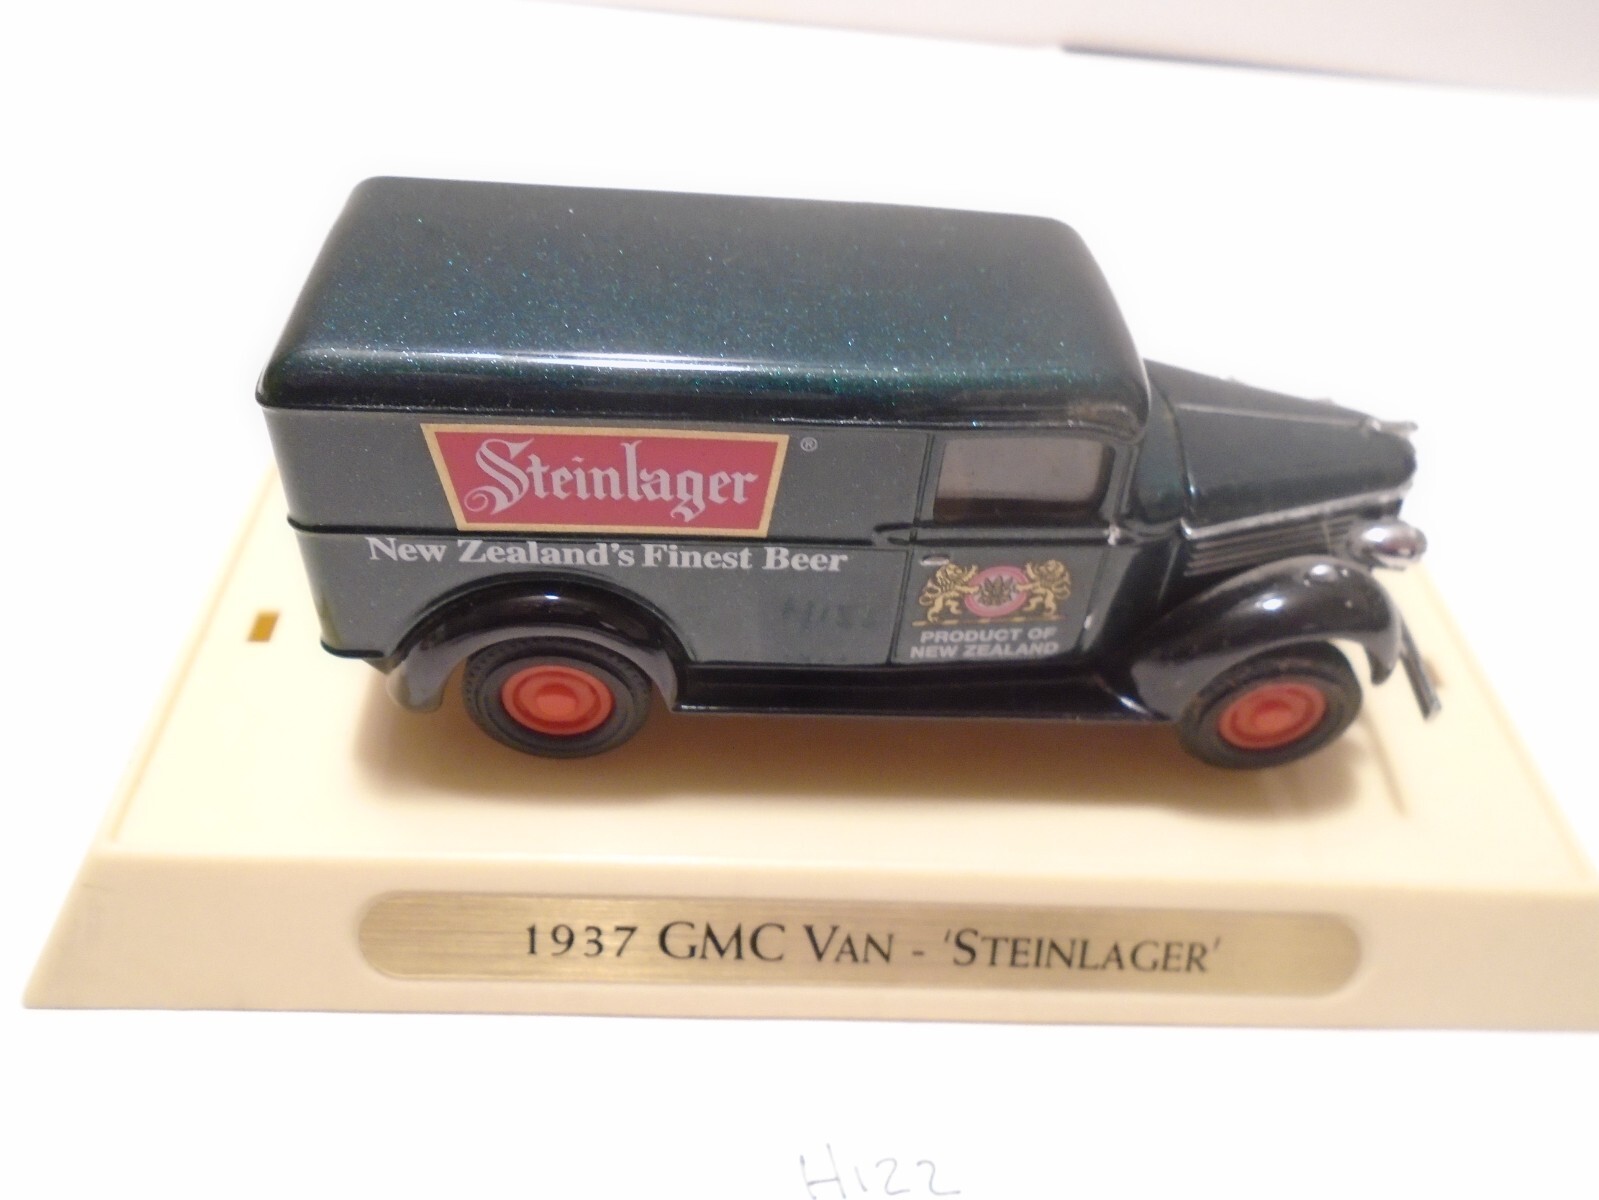 Steinlager ®
New Zealand's Finest Beer
PRODUCT OF
NEW ZEALAND
1937 GMC VAN - 'STEINLAGER'
H122